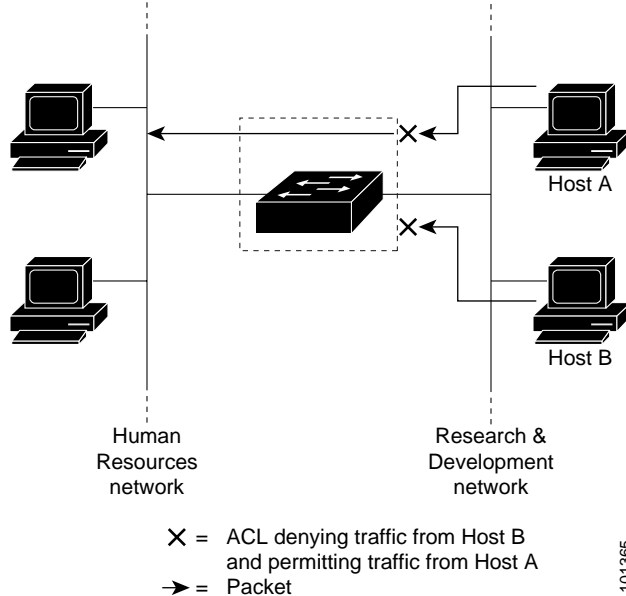 Host A
Host B
Human
Resources
network
Research &
Development
network
X = ACL denying traffic from Host B
and permitting traffic from Host A
→ = Packet
101365